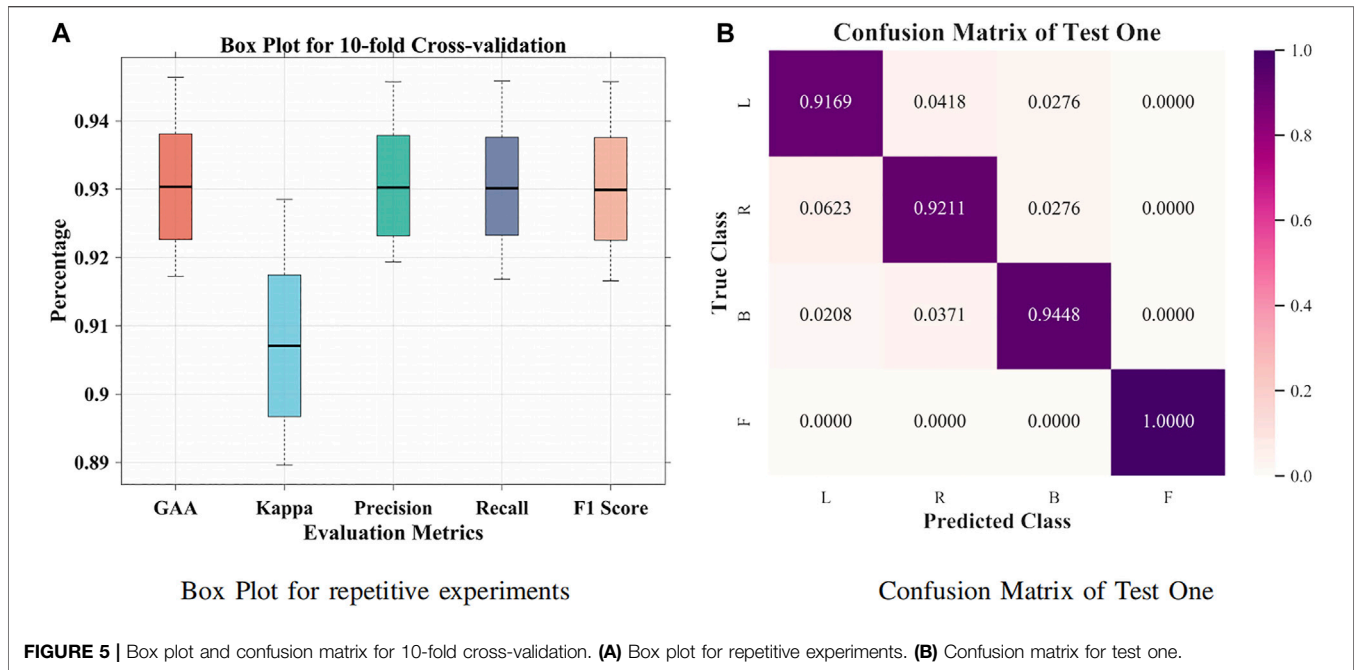 A
Box Plot for 10-fold Cross-validation
Percentage
0.94
0.93
0.92
0.91
0.9
0.89
GAA Kappa Precision Recall F1 Score
Evaluation Metrics
Box Plot for repetitive experiments
B
Confusion Matrix of Test One
True Class
L 0.9169 0.0418 0.0276 0.0000
R 0.0623 0.9211 0.0276 0.0000
B 0.0208 0.0371 0.9448 0.0000
F 0.0000 0.0000 0.0000 1.0000
L R B F
Predicted Class
1.0
0.8
0.6
0.4
0.2
0.0
Confusion Matrix of Test One
FIGURE 5 | Box plot and confusion matrix for 10-fold cross-validation. (A) Box plot for repetitive experiments. (B) Confusion matrix for test one.